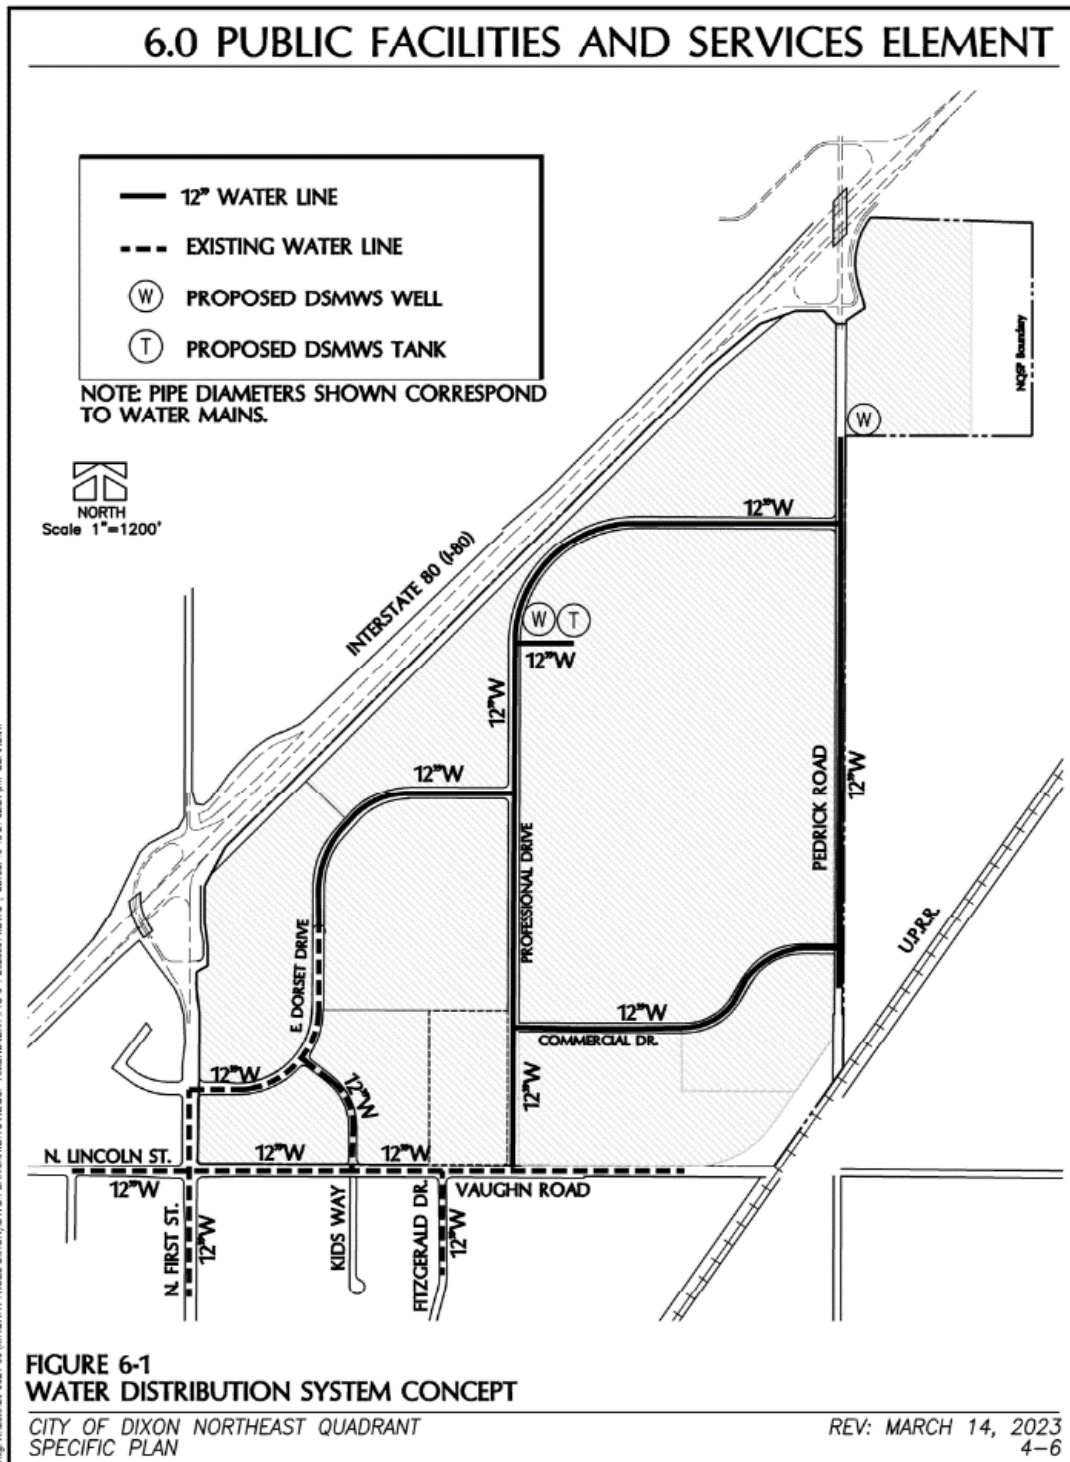 6.0 PUBLIC FACILITIES AND SERVICES ELEMENT
12" WATER LINE
EXISTING WATER LINE
W PROPOSED DSMWS WELL
T PROPOSED DSMWS TANK
NOTE: PIPE DIAMETERS SHOWN CORRESPOND
TO WATER MAINS.
NORTH
Scale 1"=1200'
NQSP Boundary
W
12"W
INTERSTATE 80 (I-80)
W T
12"W
12"W
12"W
PEDRICK ROAD
12"W
PROFESSIONAL DRIVE
E. DORSET DRIVE
U.P.R.R.
12"W
COMMERCIAL DR.
12"W
12"W
12"W
N. LINCOLN ST.
12"W
12"W
12"W
VAUGHN ROAD
N. FIRST ST.
12"W
KIDS WAY
FITZGERALD DR.
12"W
FIGURE 6-1
WATER DISTRIBUTION SYSTEM CONCEPT
CITY OF DIXON NORTHEAST QUADRANT
SPECIFIC PLAN
REV: MARCH 14, 2023
4-6